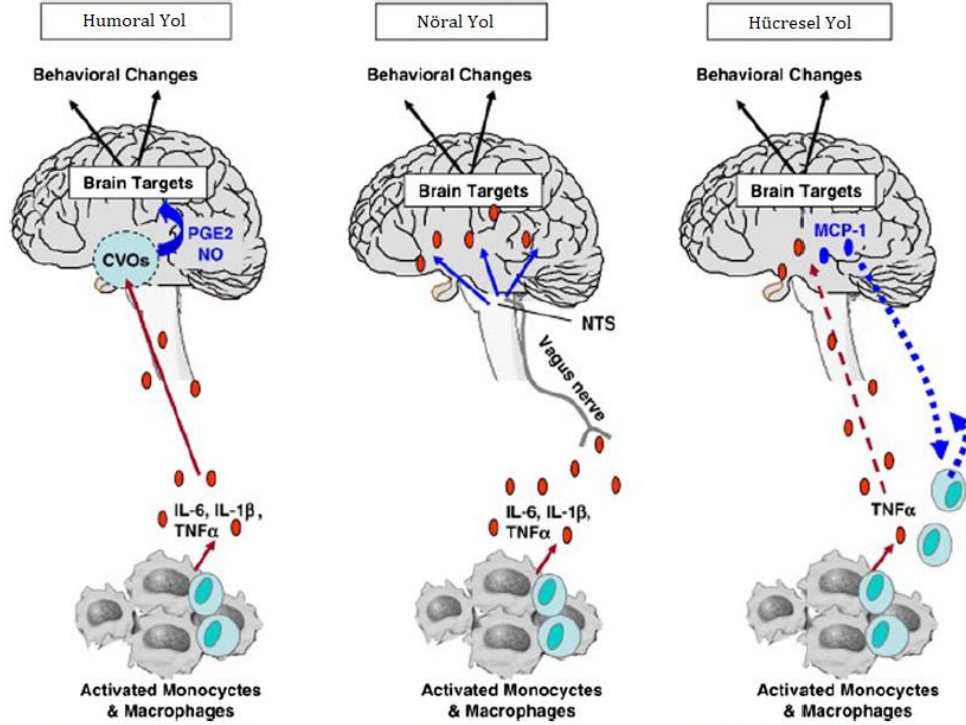 Humoral Yol
Behavioral Changes
Brain Targets
PGE2
NO
CVOs
IL-6, IL-1β,
TNFα
Activated Monocytes
& Macrophages
Nöral Yol
Behavioral Changes
Brain Targets
NTS
Vagus nerve
IL-6, IL-1β,
TNFα
Activated Monocytes
& Macrophages
Hücresel Yol
Behavioral Changes
Brain Targets
MCP-1
TNFα
Activated Monocytes
& Macrophages